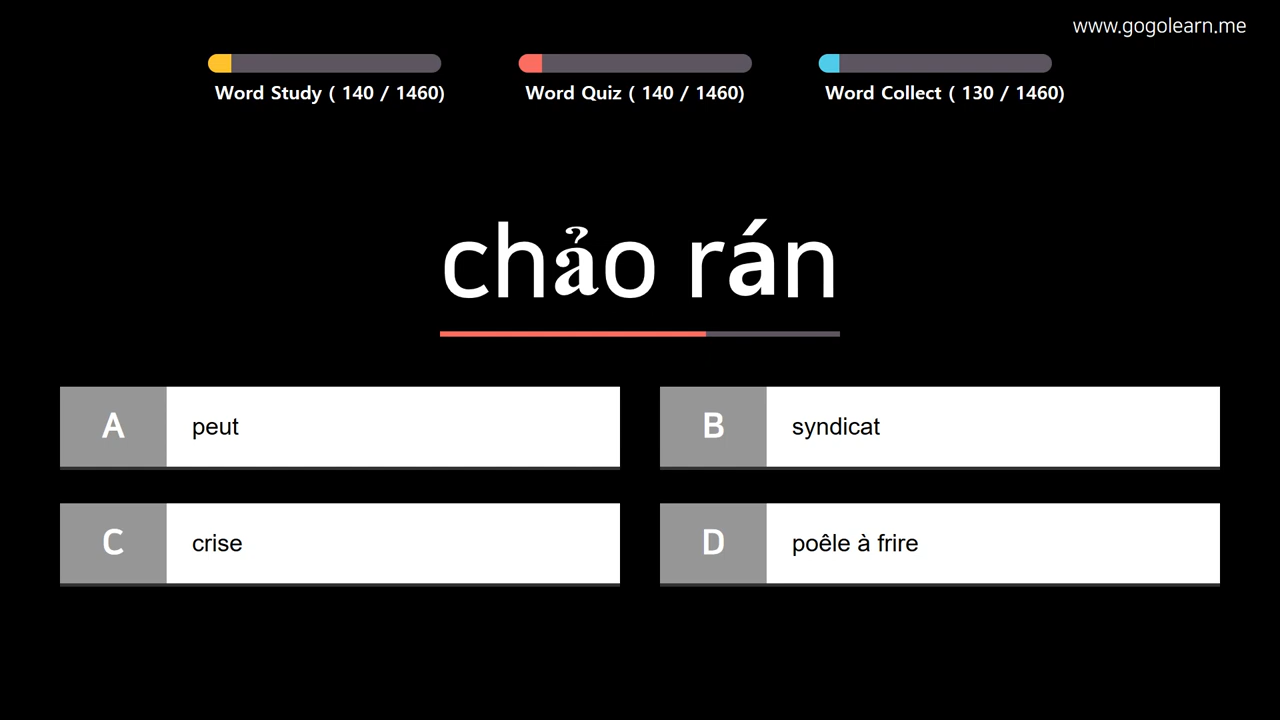 www.gogolearn.me
Word Study ( 140 / 1460)
Word Quiz ( 140 / 1460)
Word Collect ( 130 / 1460)
chảo rán
A peut
B syndicat
C crise
D poêle à frire